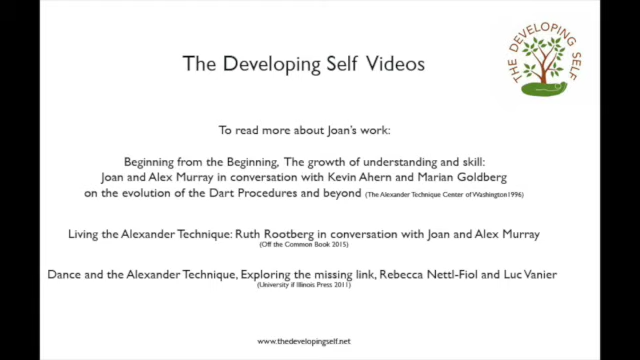 THE DEVELOPING SELF
The Developing Self Videos
To read more about Joan's work:
Beginning from the Beginning, The growth of understanding and skill:
Joan and Alex Murray in conversation with Kevin Ahern and Marian Goldberg
on the evolution of the Dart Procedures and beyond (The Alexander Technique Center of Washington1996)
Living the Alexander Technique: Ruth Rootberg in conversation with Joan and Alex Murray
(Off the Common Book 2015)
Dance and the Alexander Technique, Exploring the missing link, Rebecca Nettl-Fiol and Luc Vanier
(University if Illinois Press 2011)
www.thedevelopingself.net